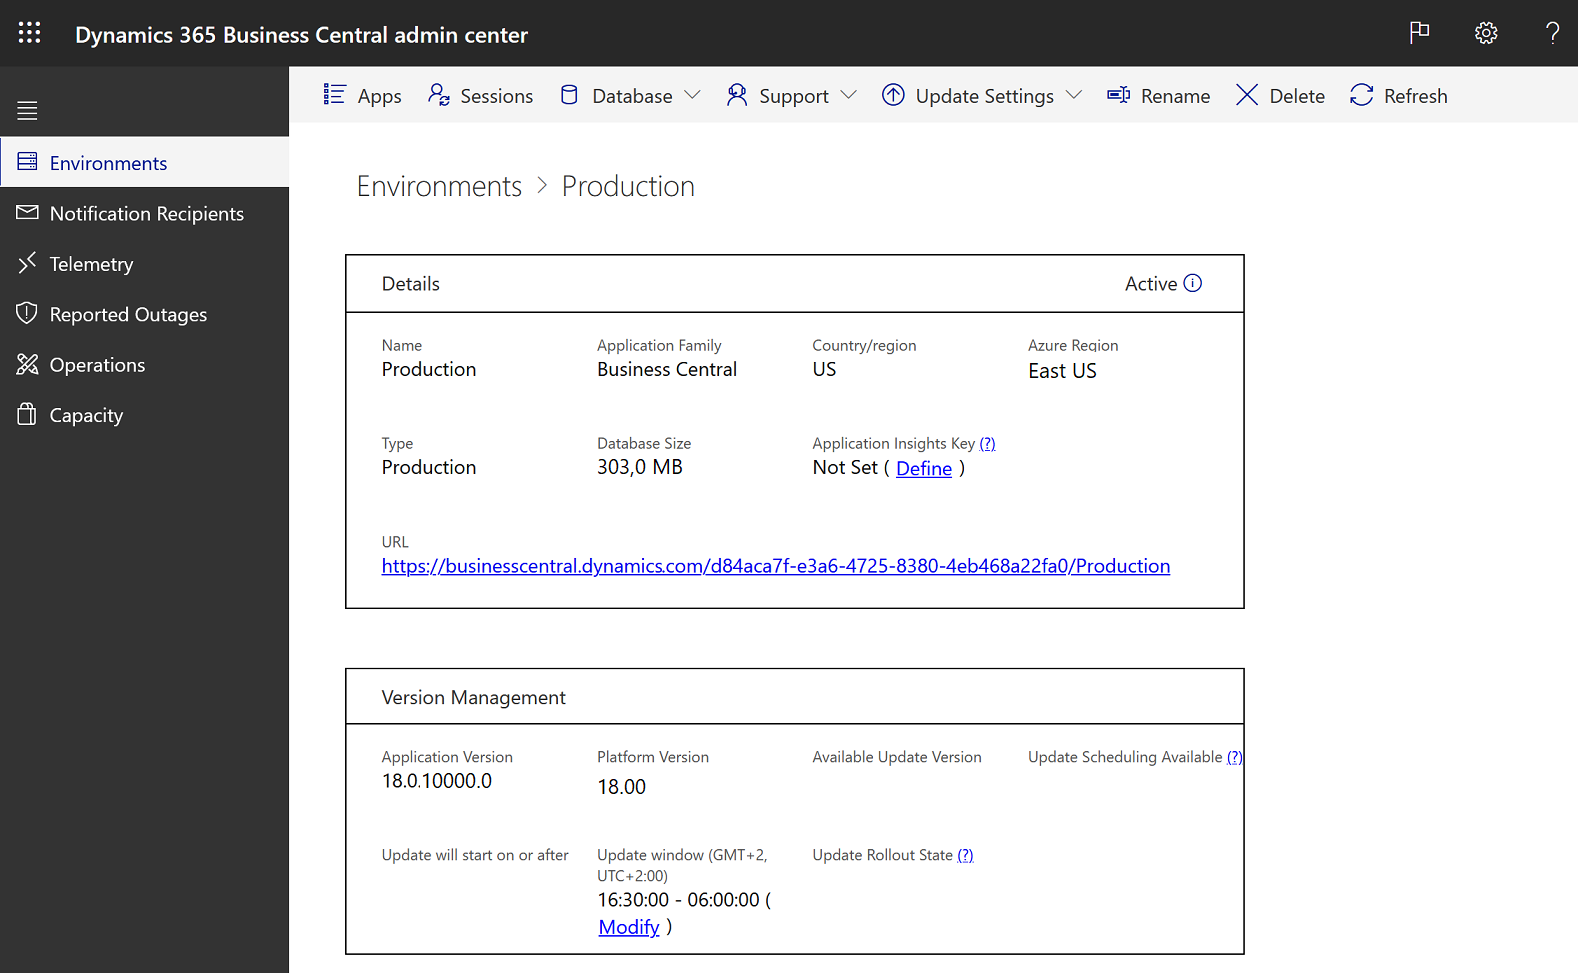 Dynamics 365 Business Central admin center
?
Apps
Sessions
Database
Support
Update Settings
Rename
Delete
Refresh
Environments
Notification Recipients
Telemetry
Reported Outages
Operations
Capacity
Environments > Production
Details
Active
Name
Production
Application Family
Business Central
Country/region
US
Azure Region
East US
Type
Production
Database Size
303,0 MB
Application Insights Key (?)
Not Set ( Define )
URL
https://businesscentral.dynamics.com/d84aca7f-e3a6-4725-8380-4eb468a22fa0/Production
Version Management
Application Version
18.0.10000.0
Platform Version
18.00
Available Update Version
Update Scheduling Available (?)
Update will start on or after
Update window (GMT+2,
UTC+2:00)
16:30:00 - 06:00:00 (
Modify )
Update Rollout State (?)